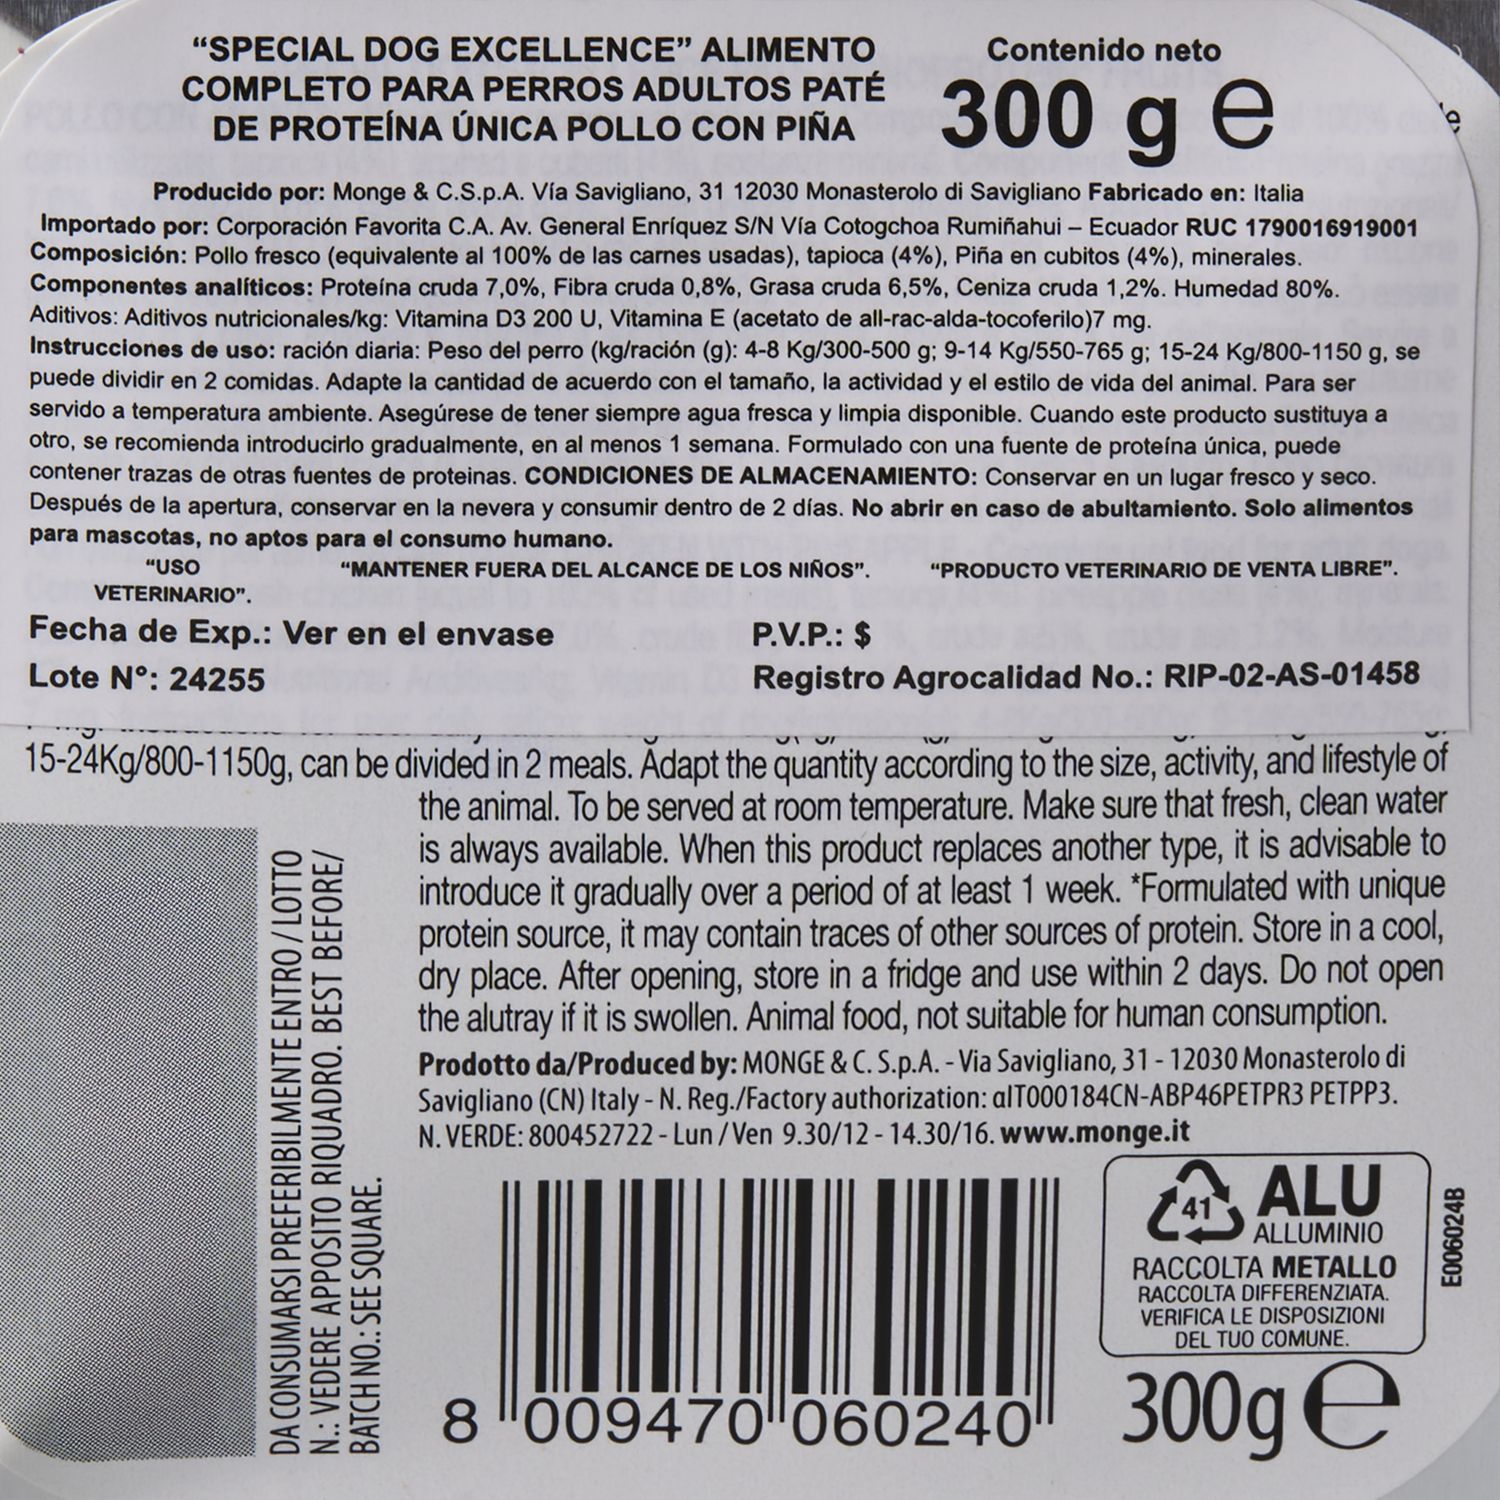 “SPECIAL DOG EXCELLENCE” ALIMENTO
COMPLETO PARA PERROS ADULTOS PATÉ
DE PROTEÍNA ÚNICA POLLO CON PIÑA
Contenido neto
300 g e
Producido por: Monge & C.S.p.A. Vía Savigliano, 31 12030 Monasterolo di Savigliano Fabricado en: Italia
Importado por: Corporación Favorita C.A. Av. General Enríquez S/N Vía Cotogchoa Rumiñahui – Ecuador RUC 1790016919001
Composición: Pollo fresco (equivalente al 100% de las carnes usadas), tapioca (4%), Piña en cubitos (4%), minerales.
Componentes analíticos: Proteína cruda 7,0%, Fibra cruda 0,8%, Grasa cruda 6,5%, Ceniza cruda 1,2%. Humedad 80%.
Aditivos: Aditivos nutricionales/kg: Vitamina D3 200 U, Vitamina E (acetato de all-rac-alda-tocoferilo)7 mg.
Instrucciones de uso: ración diaria: Peso del perro (kg/ración (g): 4-8 Kg/300-500 g; 9-14 Kg/550-765 g; 15-24 Kg/800-1150 g, se
puede dividir en 2 comidas. Adapte la cantidad de acuerdo con el tamaño, la actividad y el estilo de vida del animal. Para ser
servido a temperatura ambiente. Asegúrese de tener siempre agua fresca y limpia disponible. Cuando este producto sustituya a
otro, se recomienda introducirlo gradualmente, en al menos 1 semana. Formulado con una fuente de proteína única, puede
contener trazas de otras fuentes de proteinas. CONDICIONES DE ALMACENAMIENTO: Conservar en un lugar fresco y seco.
Después de la apertura, conservar en la nevera y consumir dentro de 2 días. No abrir en caso de abultamiento. Solo alimentos
para mascotas, no aptos para el consumo humano.
“USO VETERINARIO”.
“MANTENER FUERA DEL ALCANCE DE LOS NIÑOS”.
“PRODUCTO VETERINARIO DE VENTA LIBRE”.
Fecha de Exp.: Ver en el envase
P.V.P.: $
Lote N°: 24255
Registro Agrocalidad No.: RIP-02-AS-01458
15-24Kg/800-1150g, can be divided in 2 meals. Adapt the quantity according to the size, activity, and lifestyle of
the animal. To be served at room temperature. Make sure that fresh, clean water
is always available. When this product replaces another type, it is advisable to
introduce it gradually over a period of at least 1 week. *Formulated with unique
protein source, it may contain traces of other sources of protein. Store in a cool,
dry place. After opening, store in a fridge and use within 2 days. Do not open
the alutray if it is swollen. Animal food, not suitable for human consumption.
Prodotto da/Produced by: MONGE & C. S.p.A. - Via Savigliano, 31 - 12030 Monasterolo di
Savigliano (CN) Italy - N. Reg./Factory authorization: αIT000184CN-ABP46PETPR3 PETPP3.
N. VERDE: 800452722 - Lun / Ven 9.30/12 - 14.30/16. www.monge.it
DA CONSUMARSI PREFERIBILMENTE ENTRO / LOTTO
N.: VEDERE APPOSITO RIQUADRO. BEST BEFORE/
BATCH NO.: SEE SQUARE.
41 ALU
ALLUMINIO
RACCOLTA METALLO
RACCOLTA DIFFERENZIATA.
VERIFICA LE DISPOSIZIONI
DEL TUO COMUNE.
E006024B
8 009470 060240
300g e